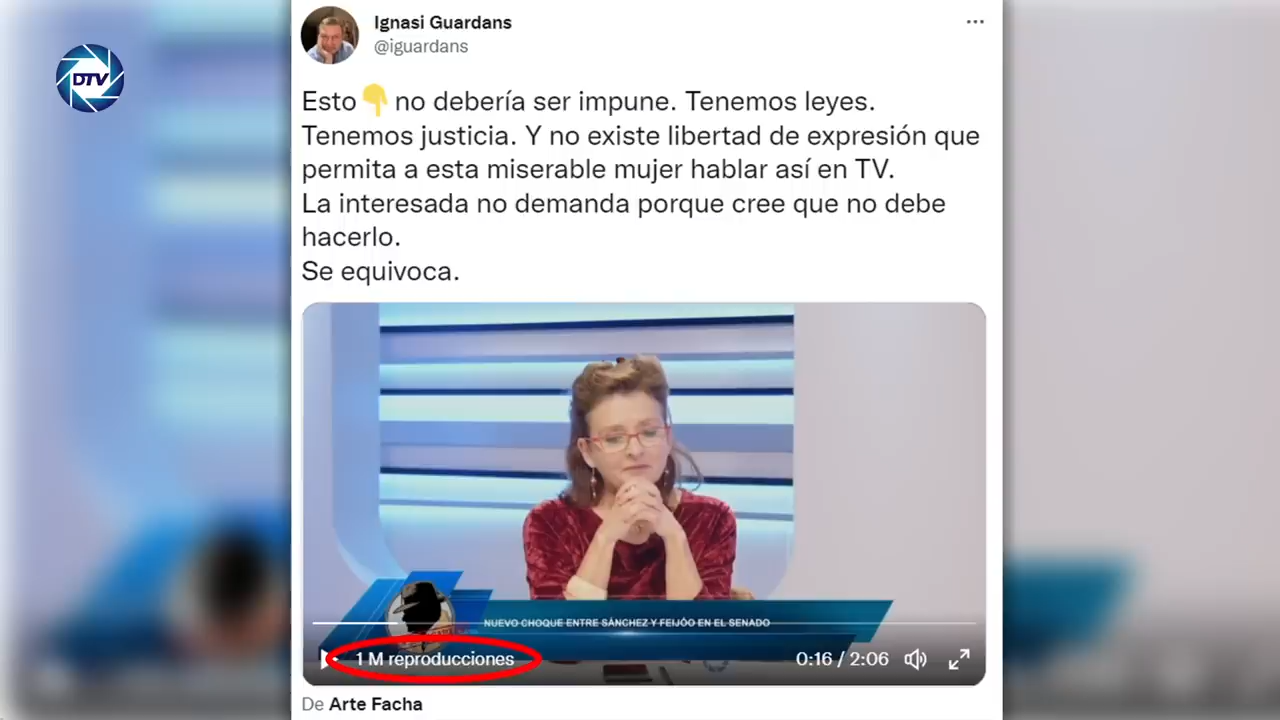 Ignasi Guardans
@iguardans
DTV
Esto 👇 no debería ser impune. Tenemos leyes.
Tenemos justicia. Y no existe libertad de expresión que
permita a esta miserable mujer hablar así en TV.
La interesada no demanda porque cree que no debe
hacerlo.
Se equivoca.
NUEVO CHOQUE ENTRE SÁNCHEZ Y FEIJÓO EN EL SENADO
1 M reproducciones
0:16 / 2:06
De Arte Facha